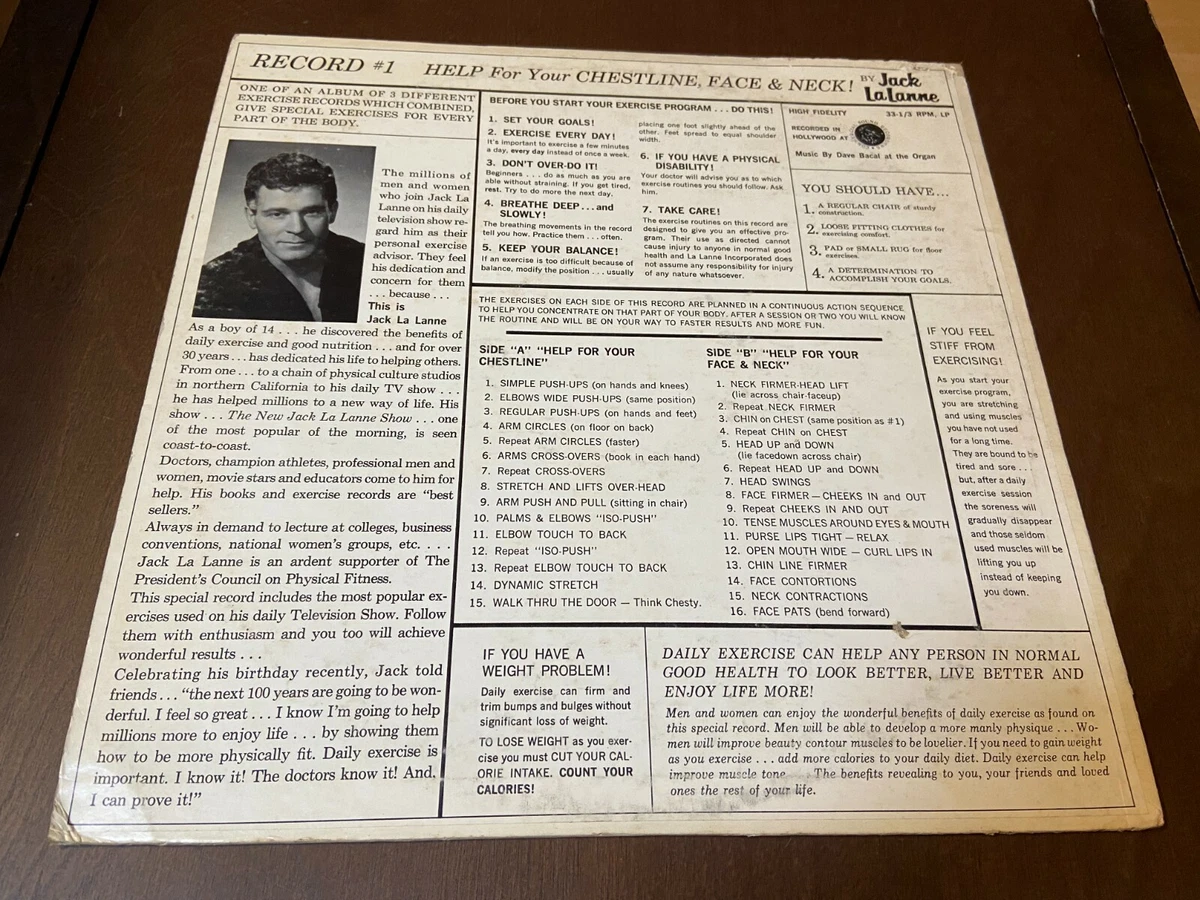 RECORD #1 HELP For Your CHESTLINE, FACE & NECK! BY Jack
LaLanne
ONE OF AN ALBUM OF 3 DIFFERENT
EXERCISE RECORDS WHICH COMBINED,
GIVE SPECIAL EXERCISES FOR EVERY
PART OF THE BODY.
The millions of
men and women
who join Jack La
Lanne on his daily
television show re-
gard him as their
personal exercise
advisor. They feel
his dedication and
concern for them
. . . because . . .
This is
Jack La Lanne
As a boy of 14 . . . he discovered the benefits of
daily exercise and good nutrition . . . and for over
30 years . . . has dedicated his life to helping others.
From one . . . to a chain of physical culture studios
in northern California to his daily TV show . . .
he has helped millions to a new way of life. His
show . . . The New Jack La Lanne Show . . . one
of the most popular of the morning, is seen
coast-to-coast.
Doctors, champion athletes, professional men and
women, movie stars and educators come to him for
help. His books and exercise records are “best
sellers.”
Always in demand to lecture at colleges, business
conventions, national women's groups, etc. . . .
Jack La Lanne is an ardent supporter of The
President's Council on Physical Fitness.
This special record includes the most popular ex-
ercises used on his daily Television Show. Follow
them with enthusiasm and you too will achieve
wonderful results . . .
Celebrating his birthday recently, Jack told
friends . . . “the next 100 years are going to be won-
derful. I feel so great . . . I know I'm going to help
millions more to enjoy life . . . by showing them
how to be more physically fit. Daily exercise is
important. I know it! The doctors know it! And,
I can prove it!”
BEFORE YOU START YOUR EXERCISE PROGRAM . . . DO THIS!
1. SET YOUR GOALS!
2. EXERCISE EVERY DAY!
It's important to exercise a few minutes
a day, every day instead of once a week.
3. DON'T OVER-DO IT!
Beginners . . . do as much as you are
able without straining. If you get tired,
rest. Try to do more the next day.
4. BREATHE DEEP . . . and
SLOWLY!
The breathing movements in the record
tell you how. Practice them . . . often.
5. KEEP YOUR BALANCE!
If an exercise is too difficult because of
balance, modify the position . . . usually
placing one foot slightly ahead of the
other. Feet spread to equal shoulder
width.
6. IF YOU HAVE A PHYSICAL
DISABILITY!
Your doctor will advise you as to which
exercise routines you should follow. Ask
him.
7. TAKE CARE!
The exercise routines on this record are
designed to give you an effective pro-
gram. Their use as directed cannot
cause injury to anyone in normal good
health and La Lanne Incorporated does
not assume any responsibility for injury
of any nature whatsoever.
HIGH FIDELITY 33-1/3 RPM, LP
RECORDED IN
HOLLYWOOD AT
Music By Dave Bacal at the Organ
YOU SHOULD HAVE...
1. A REGULAR CHAIR of sturdy
construction.
2. LOOSE FITTING CLOTHES for
exercising comfort.
3. PAD or SMALL RUG for floor
exercises.
4. A DETERMINATION TO
ACCOMPLISH YOUR GOALS.
THE EXERCISES ON EACH SIDE OF THIS RECORD ARE PLANNED IN A CONTINUOUS ACTION SEQUENCE
TO HELP YOU CONCENTRATE ON THAT PART OF YOUR BODY. AFTER A SESSION OR TWO YOU WILL KNOW
THE ROUTINE AND WILL BE ON YOUR WAY TO FASTER RESULTS AND MORE FUN.
SIDE “A” “HELP FOR YOUR
CHESTLINE”
1. SIMPLE PUSH-UPS (on hands and knees)
2. ELBOWS WIDE PUSH-UPS (same position)
3. REGULAR PUSH-UPS (on hands and feet)
4. ARM CIRCLES (on floor on back)
5. Repeat ARM CIRCLES (faster)
6. ARMS CROSS-OVERS (book in each hand)
7. Repeat CROSS-OVERS
8. STRETCH AND LIFTS OVER-HEAD
9. ARM PUSH AND PULL (sitting in chair)
10. PALMS & ELBOWS “ISO-PUSH”
11. ELBOW TOUCH TO BACK
12. Repeat “ISO-PUSH”
13. Repeat ELBOW TOUCH TO BACK
14. DYNAMIC STRETCH
15. WALK THRU THE DOOR — Think Chesty.
SIDE “B” “HELP FOR YOUR
FACE & NECK”
1. NECK FIRMER-HEAD LIFT
(lie across chair-faceup)
2. Repeat NECK FIRMER
3. CHIN on CHEST (same position as #1)
4. Repeat CHIN on CHEST
5. HEAD UP and DOWN
(lie facedown across chair)
6. Repeat HEAD UP and DOWN
7. HEAD SWINGS
8. FACE FIRMER — CHEEKS IN and OUT
9. Repeat CHEEKS IN and OUT
10. TENSE MUSCLES AROUND EYES & MOUTH
11. PURSE LIPS TIGHT — RELAX
12. OPEN MOUTH WIDE — CURL LIPS IN
13. CHIN LINE FIRMER
14. FACE CONTORTIONS
15. NECK CONTRACTIONS
16. FACE PATS (bend forward)
IF YOU FEEL
STIFF FROM
EXERCISING!
As you start your
exercise program,
you are stretching
and using muscles
you have not used
for a long time.
They are bound to be
tired and sore . . .
but, after a daily
exercise session
the soreness will
gradually disappear
and those seldom
used muscles will be
lifting you up
instead of keeping
you down.
IF YOU HAVE A
WEIGHT PROBLEM!
Daily exercise can firm and
trim bumps and bulges without
significant loss of weight.
TO LOSE WEIGHT as you exer-
cise you must CUT YOUR CAL-
ORIE INTAKE. COUNT YOUR
CALORIES!
DAILY EXERCISE CAN HELP ANY PERSON IN NORMAL
GOOD HEALTH TO LOOK BETTER, LIVE BETTER AND
ENJOY LIFE MORE!
Men and women can enjoy the wonderful benefits of daily exercise as found on
this special record. Men will be able to develop a more manly physique . . . Wo-
men will improve beauty contour muscles to be lovelier. If you need to gain weight
as you exercise . . . add more calories to your daily diet. Daily exercise can help
improve muscle tone . . . The benefits revealing to you, your friends and loved
ones the rest of your life.